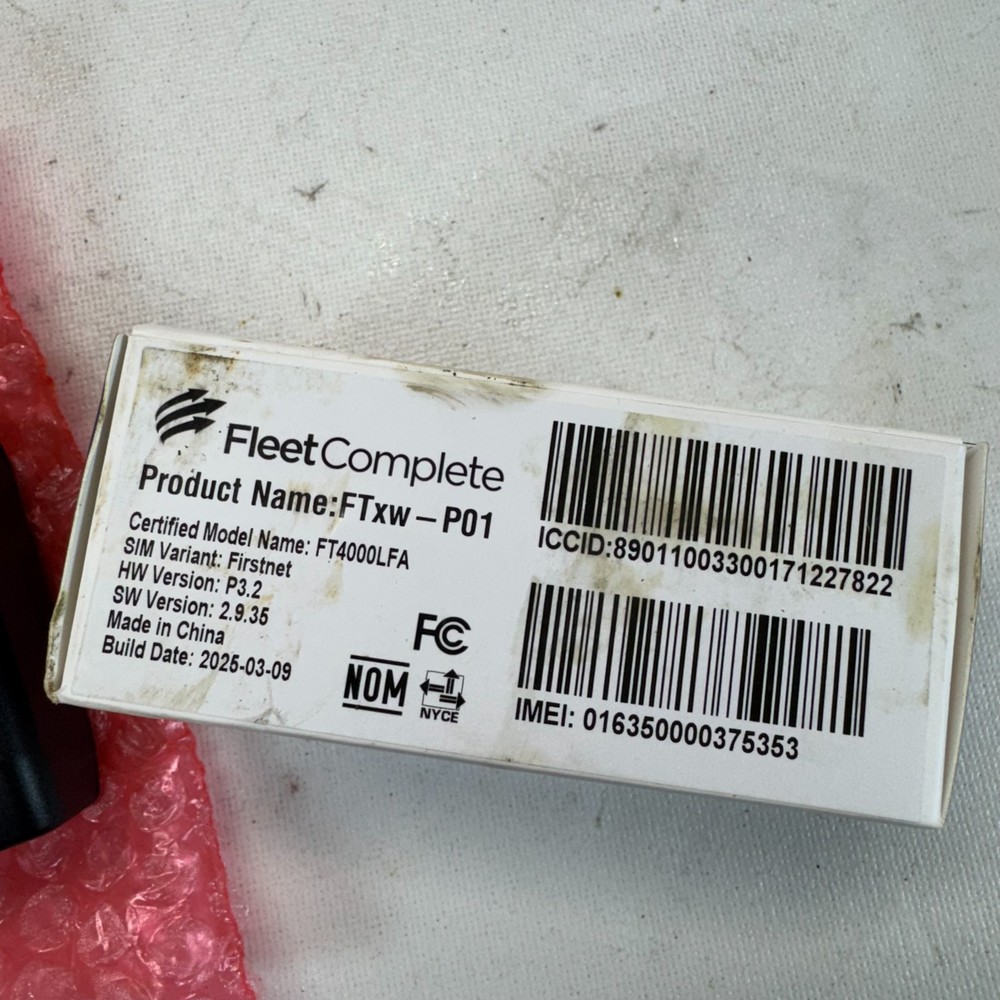 FleetComplete
Product Name:FTxw-P01
Certified Model Name: FT4000LFA
SIM Variant: Firstnet
HW Version: P3.2
SW Version: 2.9.35
Made in China
Build Date: 2025-03-09
FC
NOM
NYCE
ICCID:89011003300171227822
IMEI: 016350000375353